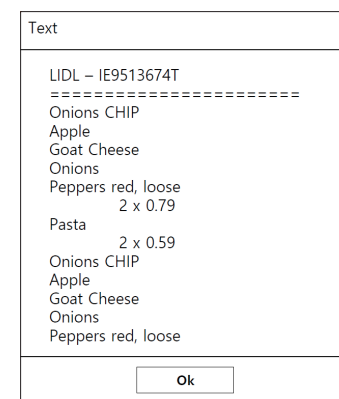 Text
LIDL – IE9513674T
=======================
Onions CHIP
Apple
Goat Cheese
Onions
Peppers red, loose
2 x 0.79
Pasta
2 x 0.59
Onions CHIP
Apple
Goat Cheese
Onions
Peppers red, loose
Ok